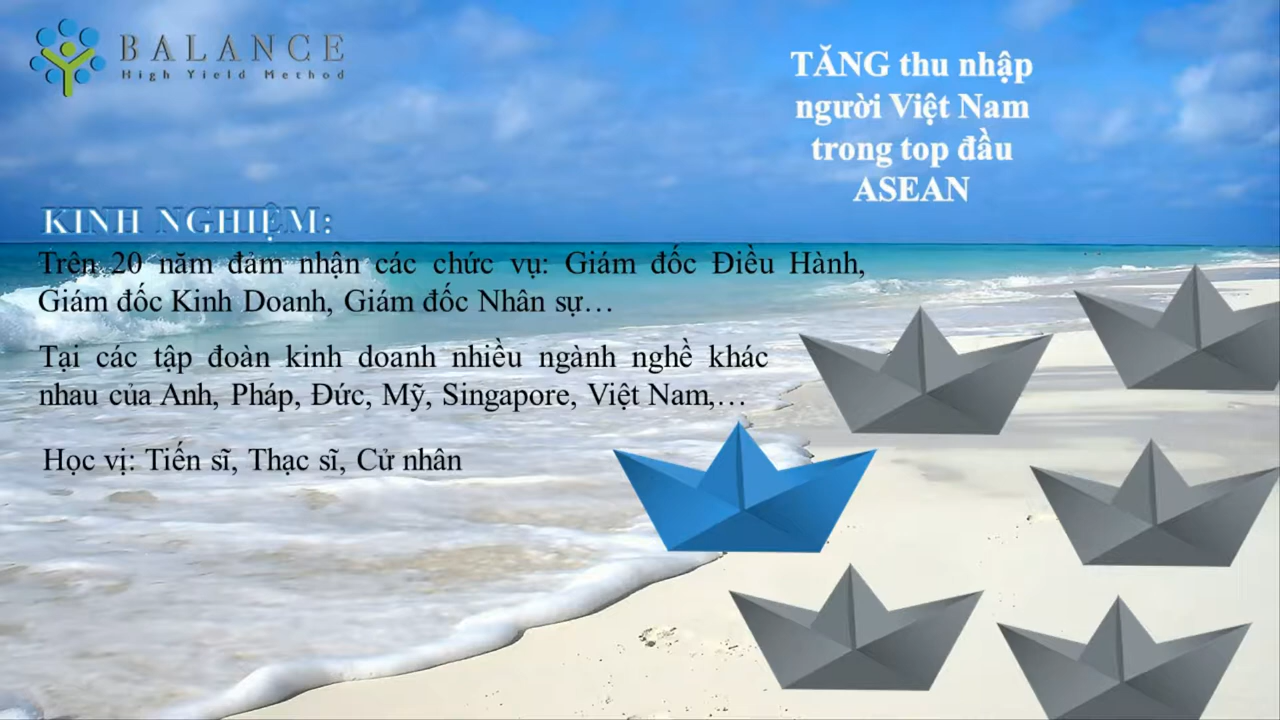 BALANCE
High Yield Method
TĂNG thu nhập
người Việt Nam
trong top đầu
ASEAN
KINH NGHIỆM:
Trên 20 năm đảm nhận các chức vụ: Giám đốc Điều Hành,
Giám đốc Kinh Doanh, Giám đốc Nhân sự…
Tại các tập đoàn kinh doanh nhiều ngành nghề khác
nhau của Anh, Pháp, Đức, Mỹ, Singapore, Việt Nam,…
Học vị: Tiến sĩ, Thạc sĩ, Cử nhân